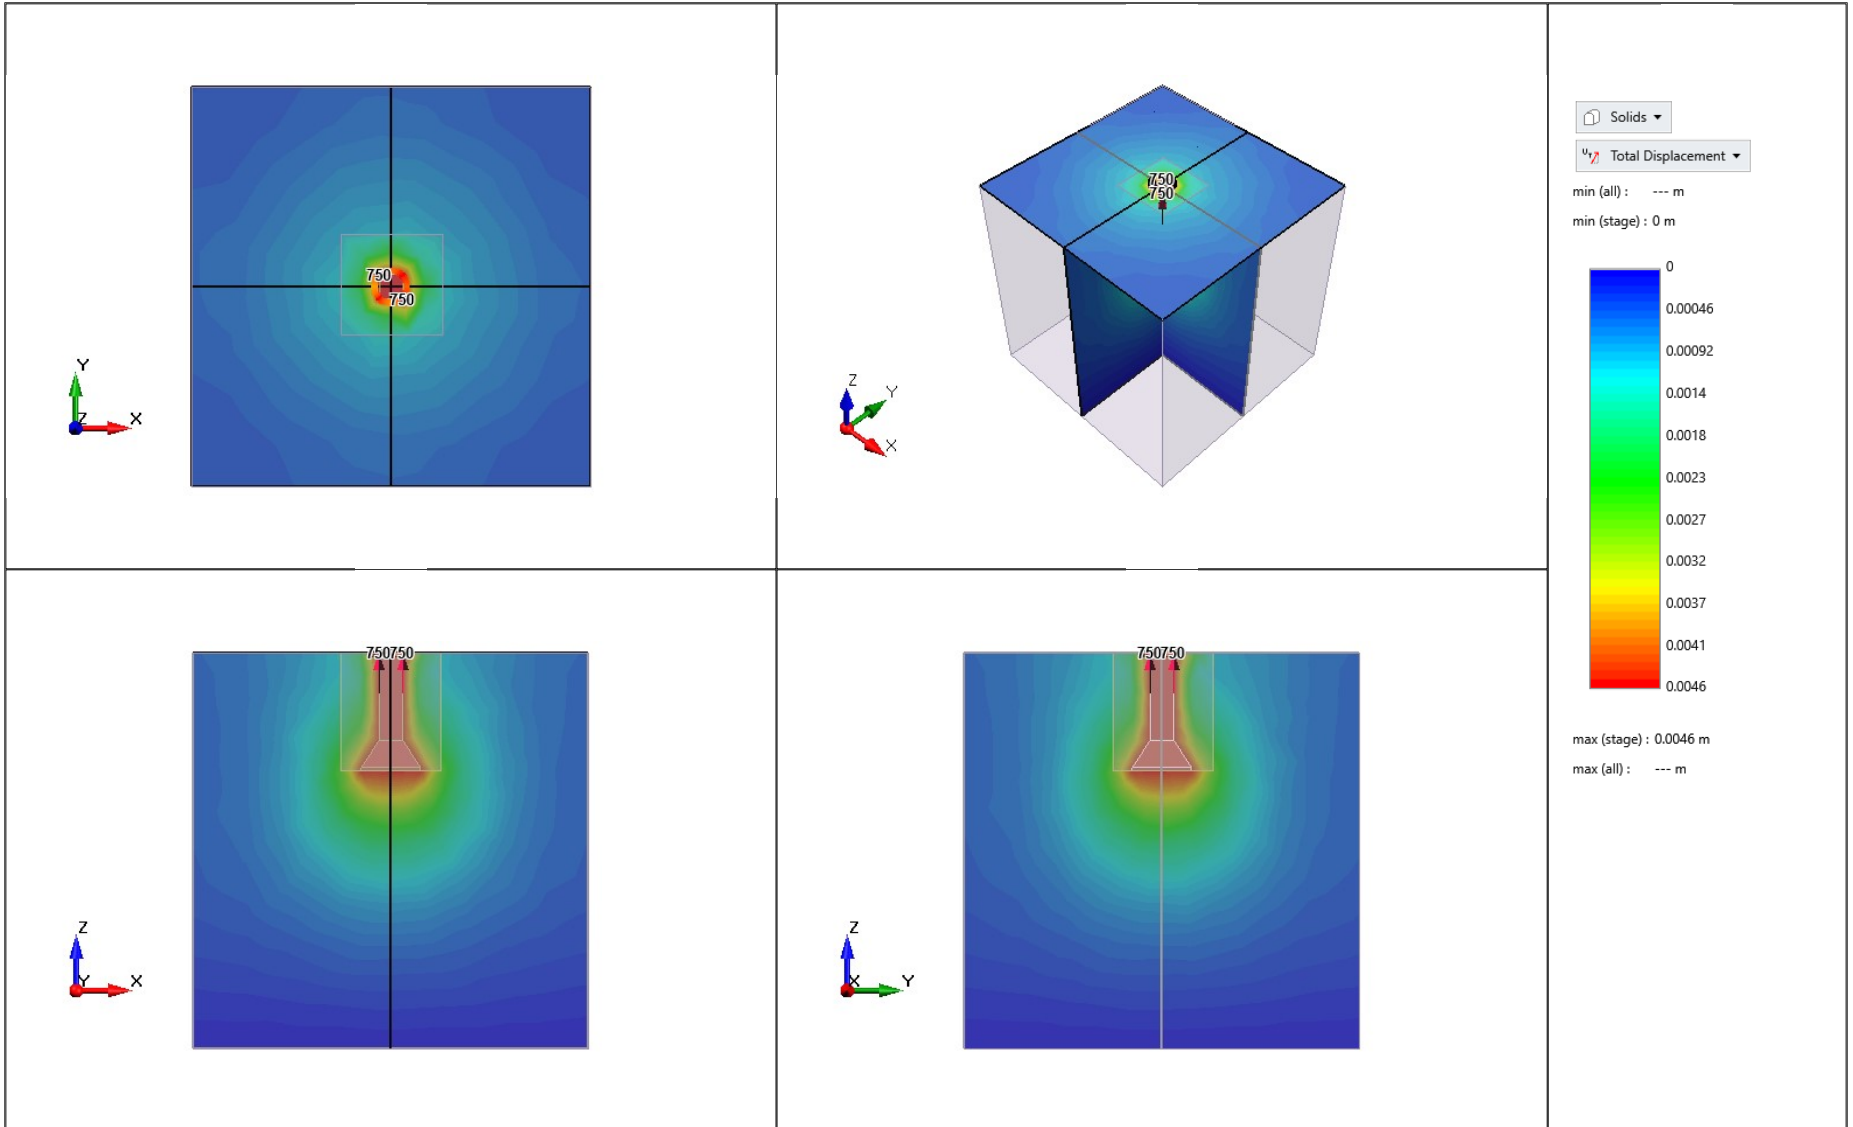 750
750
Y
Z
X
750
750
Z
Y
X
Solids
UT
Total Displacement
min (all) : --- m
min (stage) : 0 m
0
0.00046
0.00092
0.0014
0.0018
0.0023
0.0027
0.0032
0.0037
0.0041
0.0046
max (stage) : 0.0046 m
max (all) : --- m
750750
Z
Y
X
750750
Z
X
Y